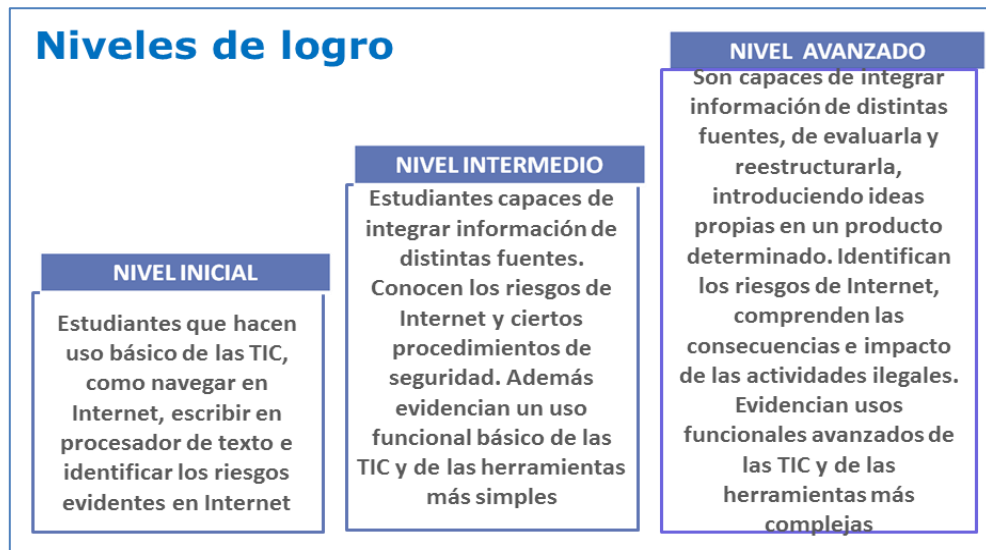 Niveles de logro
NIVEL INICIAL
Estudiantes que hacen
uso básico de las TIC,
como navegar en
Internet, escribir en
procesador de texto e
identificar los riesgos
evidentes en Internet
NIVEL INTERMEDIO
Estudiantes capaces de
integrar información de
distintas fuentes.
Conocen los riesgos de
Internet y ciertos
procedimientos de
seguridad. Además
evidencian un uso
funcional básico de las
TIC y de las herramientas
más simples
NIVEL AVANZADO
Son capaces de integrar
información de distintas
fuentes, de evaluarla y
reestructurarla,
introduciendo ideas
propias en un producto
determinado. Identifican
los riesgos de Internet,
comprenden las
consecuencias e impacto
de las actividades ilegales.
Evidencian usos
funcionales avanzados de
las TIC y de las
herramientas más
complejas